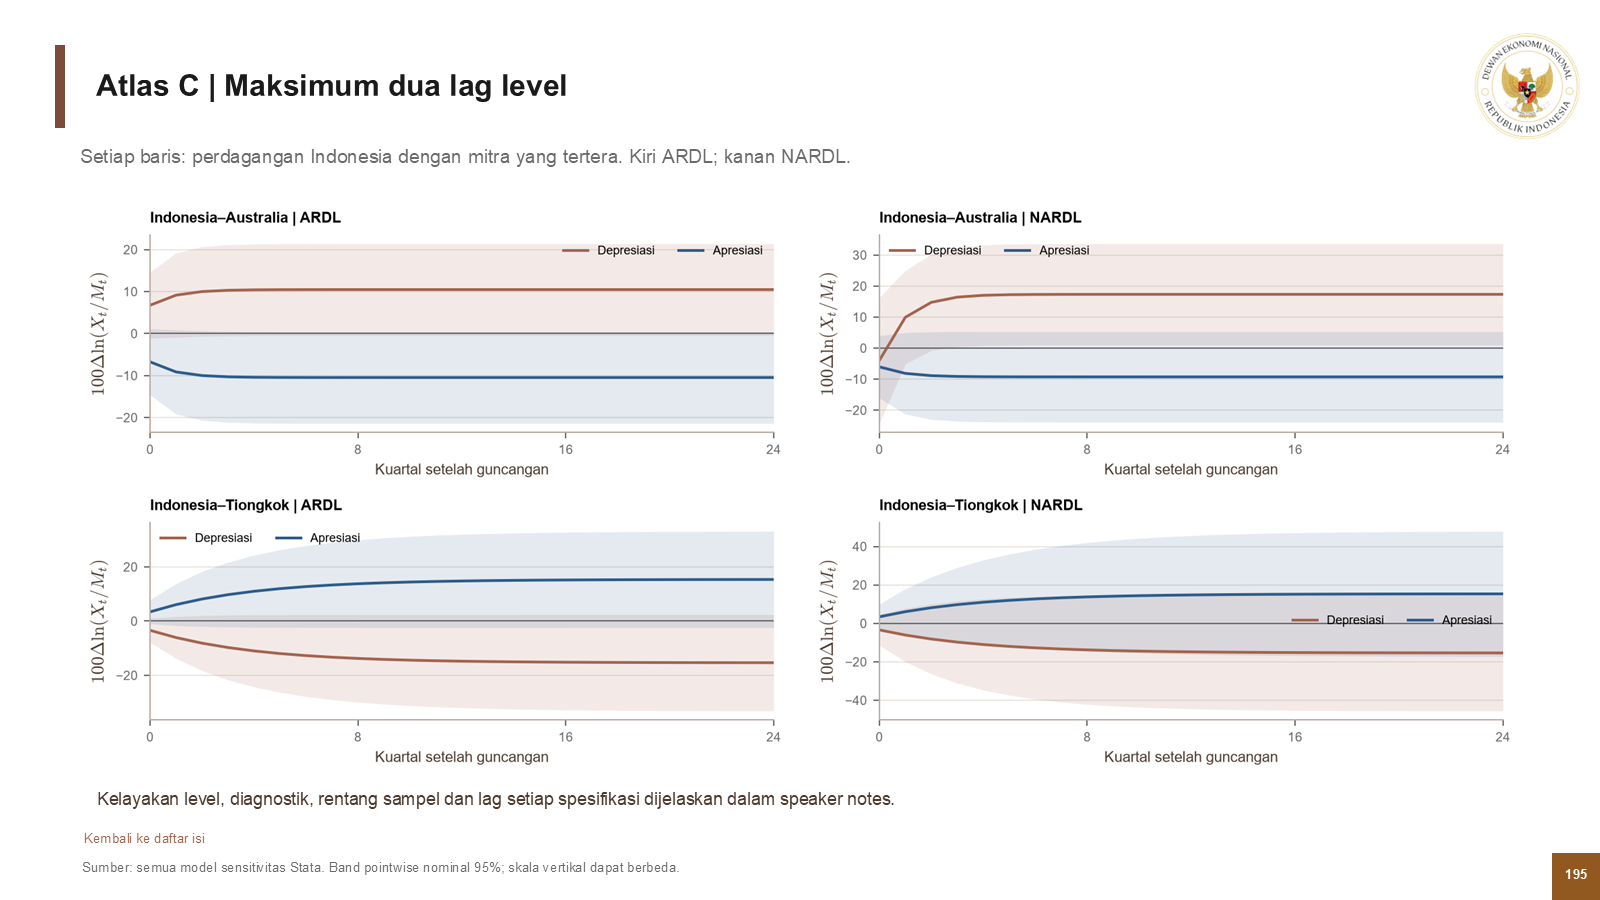 Atlas C | Maksimum dua lag level
DEWAN EKONOMI NASIONAL
REPUBLIK INDONESIA
Setiap baris: perdagangan Indonesia dengan mitra yang tertera. Kiri ARDL; kanan NARDL.
Indonesia–Australia | ARDL
Depresiasi
Apresiasi
100Δln(Xₜ/Mₜ)
20
10
0
−10
−20
0
8
16
24
Kuartal setelah guncangan
Indonesia–Australia | NARDL
Depresiasi
Apresiasi
100Δln(Xₜ/Mₜ)
30
20
10
0
−10
−20
0
8
16
24
Kuartal setelah guncangan
Indonesia–Tiongkok | ARDL
Depresiasi
Apresiasi
100Δln(Xₜ/Mₜ)
20
0
−20
0
8
16
24
Kuartal setelah guncangan
Indonesia–Tiongkok | NARDL
Depresiasi
Apresiasi
100Δln(Xₜ/Mₜ)
40
20
0
−20
−40
0
8
16
24
Kuartal setelah guncangan
Kelayakan level, diagnostik, rentang sampel dan lag setiap spesifikasi dijelaskan dalam speaker notes.
Kembali ke daftar isi
Sumber: semua model sensitivitas Stata. Band pointwise nominal 95%; skala vertikal dapat berbeda.
195